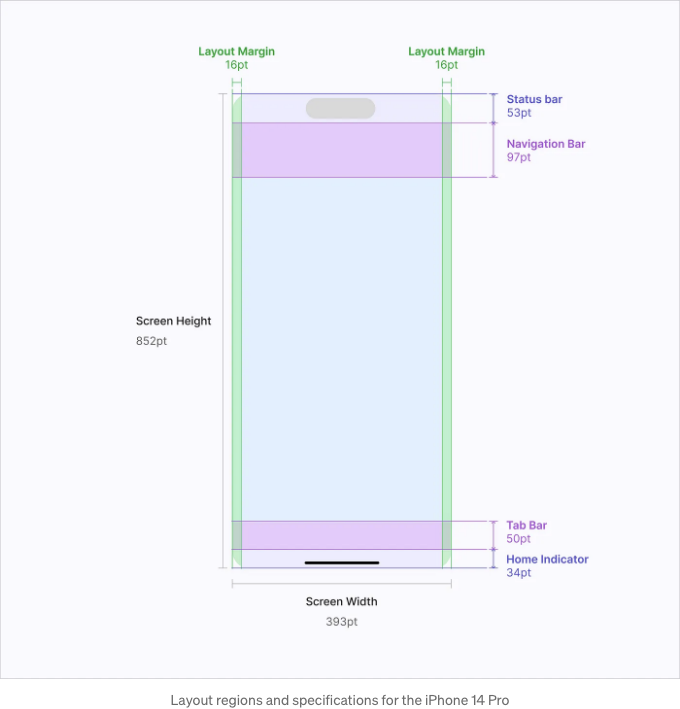 Layout Margin
16pt
Layout Margin
16pt
Status bar
53pt
Navigation Bar
97pt
Screen Height
852pt
Tab Bar
50pt
Home Indicator
34pt
Screen Width
393pt
Layout regions and specifications for the iPhone 14 Pro